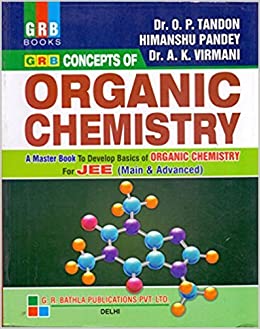 GRB
BOOKS
Dr. O. P. TANDON
HIMANSHU PANDEY
Dr. A. K. VIRMANI
GRB CONCEPTS OF
ORGANIC
CHEMISTRY
A Master Book To Develop Basics of ORGANIC CHEMISTRY
For JEE (Main & Advanced)
G. R. BATHLA PUBLICATIONS PVT. LTD.
DELHI